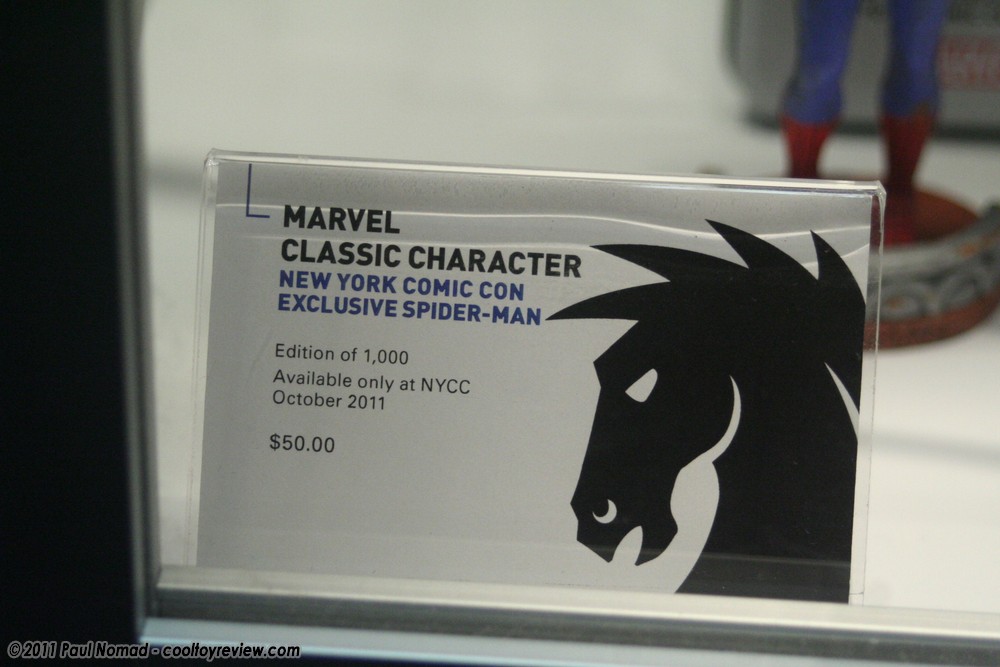 MARVEL
CLASSIC CHARACTER
NEW YORK COMIC CON
EXCLUSIVE SPIDER-MAN
Edition of 1,000
Available only at NYCC
October 2011
$50.00
©2011 Paul Nomad - cooltoyreview.com